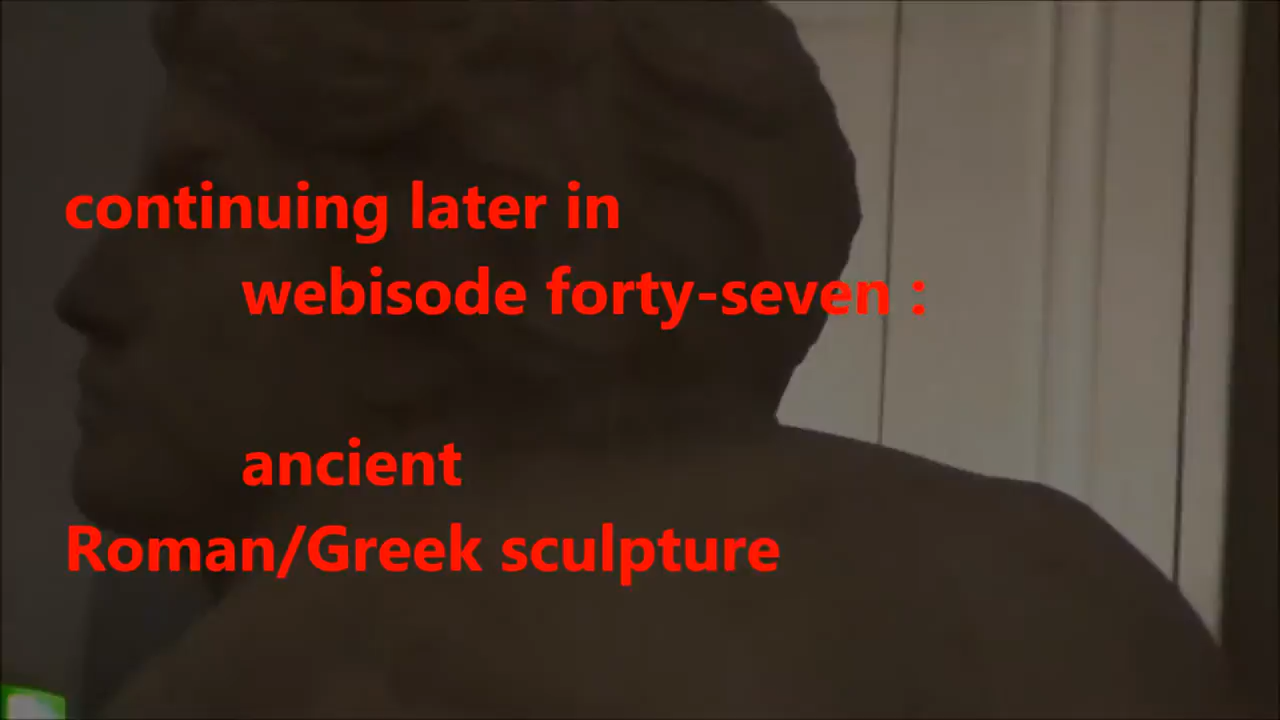 continuing later in
webisode forty-seven :
ancient
Roman/Greek sculpture